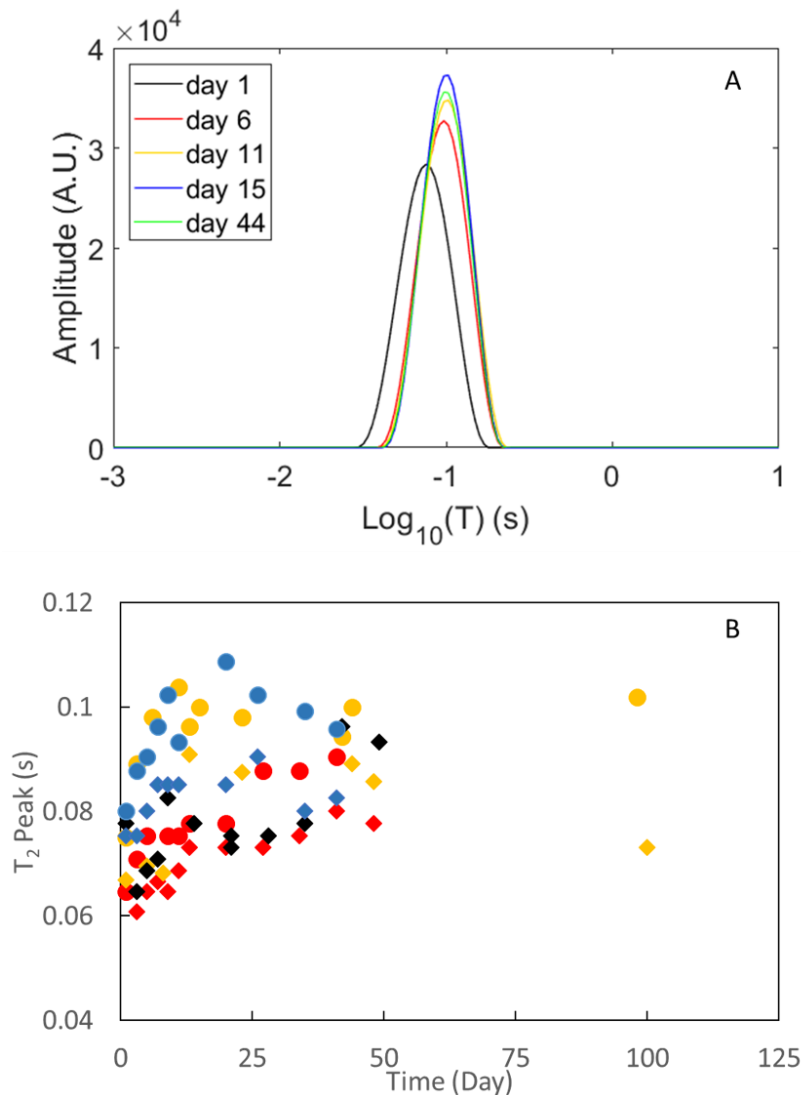 ×10⁴
A
4
3
2
1
0
Amplitude (A.U.)
day 1
day 6
day 11
day 15
day 44
-3 -2 -1 0 1
Log₁₀(T) (s)
B
0.12
0.1
0.08
0.06
0.04
T₂ Peak (s)
0 25 50 75 100 125
Time (Day)